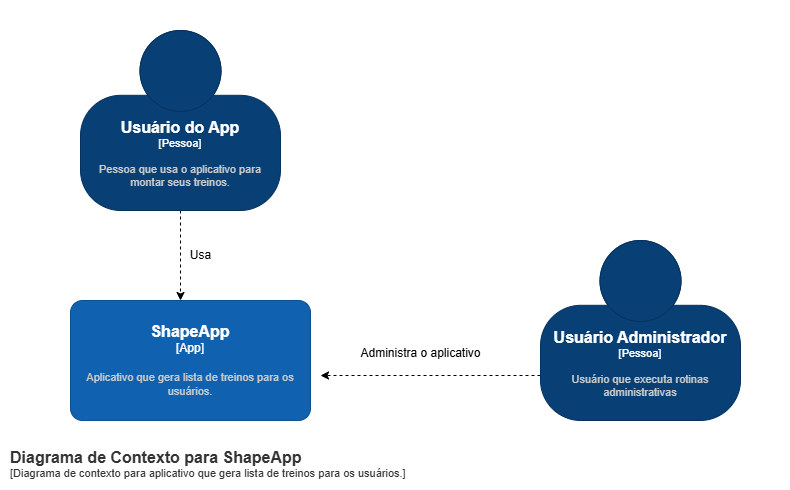 Usuário do App
[Pessoa]
Pessoa que usa o aplicativo para
montar seus treinos.
Usa
ShapeApp
[App]
Aplicativo que gera lista de treinos para os
usuários.
Administra o aplicativo
Usuário Administrador
[Pessoa]
Usuário que executa rotinas
administrativas
Diagrama de Contexto para ShapeApp
[Diagrama de contexto para aplicativo que gera lista de treinos para os usuários.]